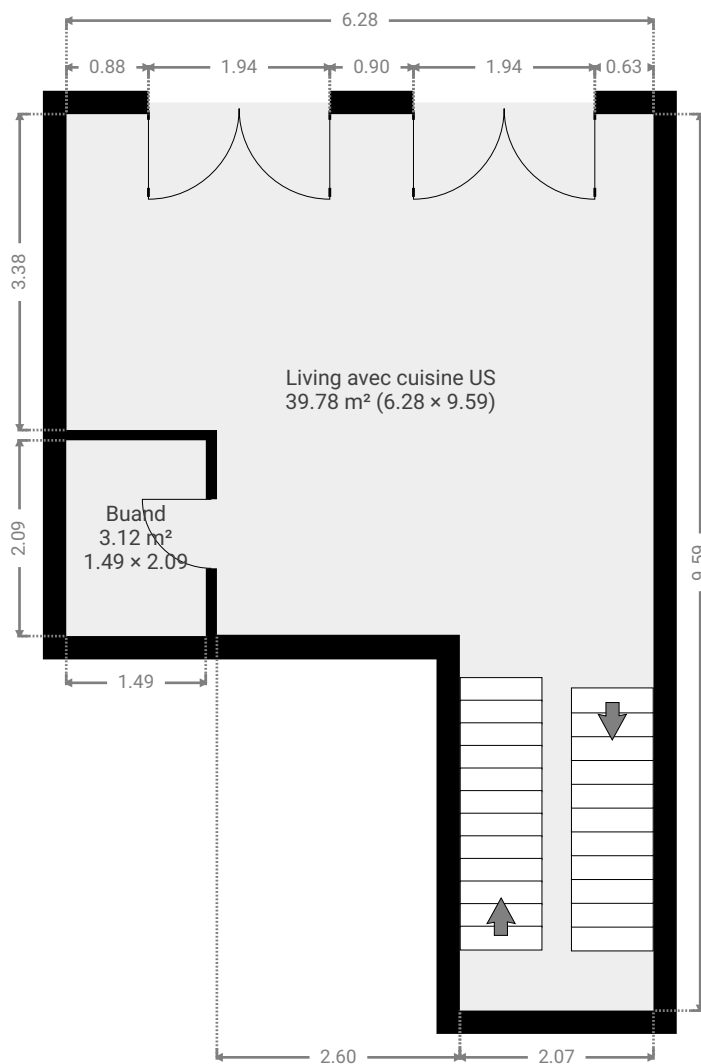 6.28
0.88
1.94
0.90
1.94
0.63
3.38
Living avec cuisine US
39.78 m² (6.28 × 9.59)
2.09
Buand
3.12 m²
1.49 × 2.09
9.59
1.49
2.60
2.07